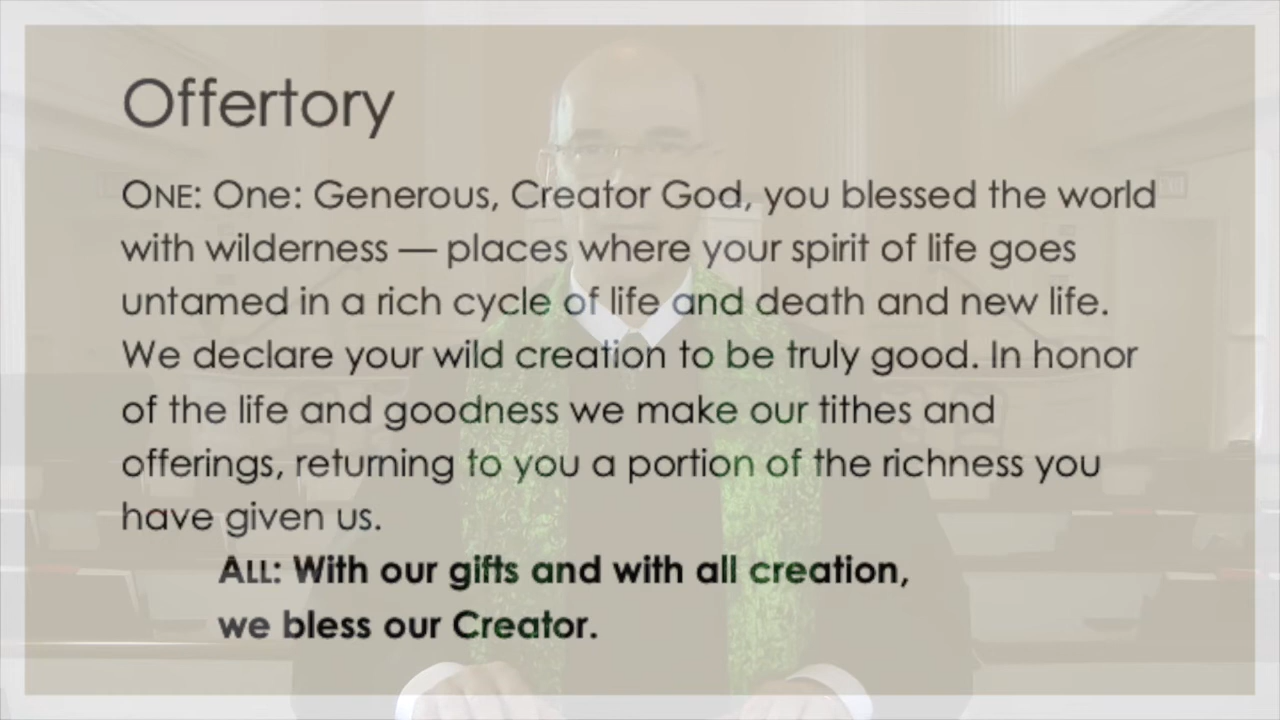 Offertory
ONE: One: Generous, Creator God, you blessed the world
with wilderness — places where your spirit of life goes
untamed in a rich cycle of life and death and new life.
We declare your wild creation to be truly good. In honor
of the life and goodness we make our tithes and
offerings, returning to you a portion of the richness you
have given us.
ALL: With our gifts and with all creation,
we bless our Creator.